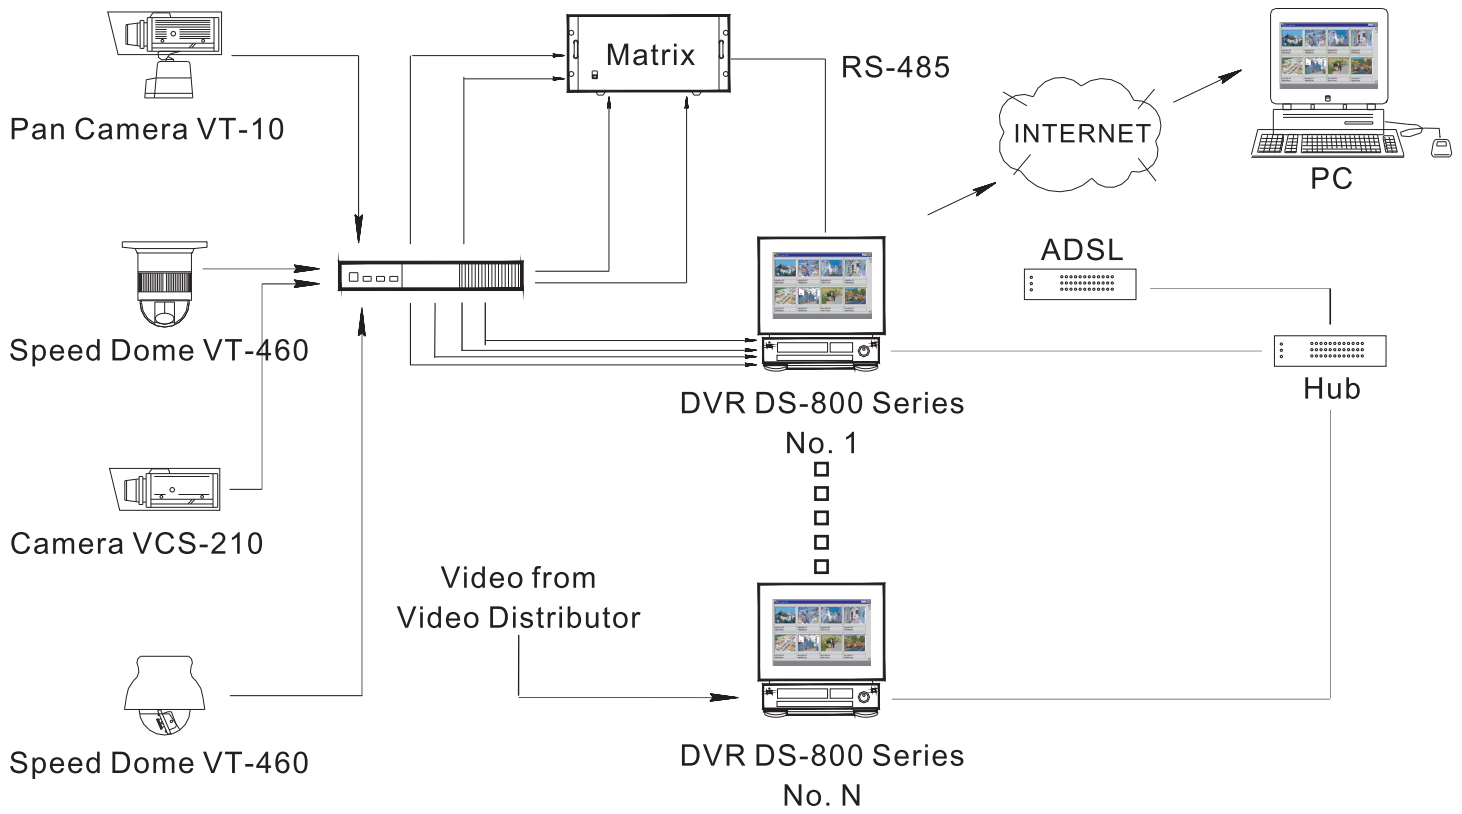 Matrix
RS-485
Pan Camera VT-10
INTERNET
PC
ADSL
Speed Dome VT-460
Hub
DVR DS-800 Series
No. 1
Camera VCS-210
Video from
Video Distributor
Speed Dome VT-460
DVR DS-800 Series
No. N